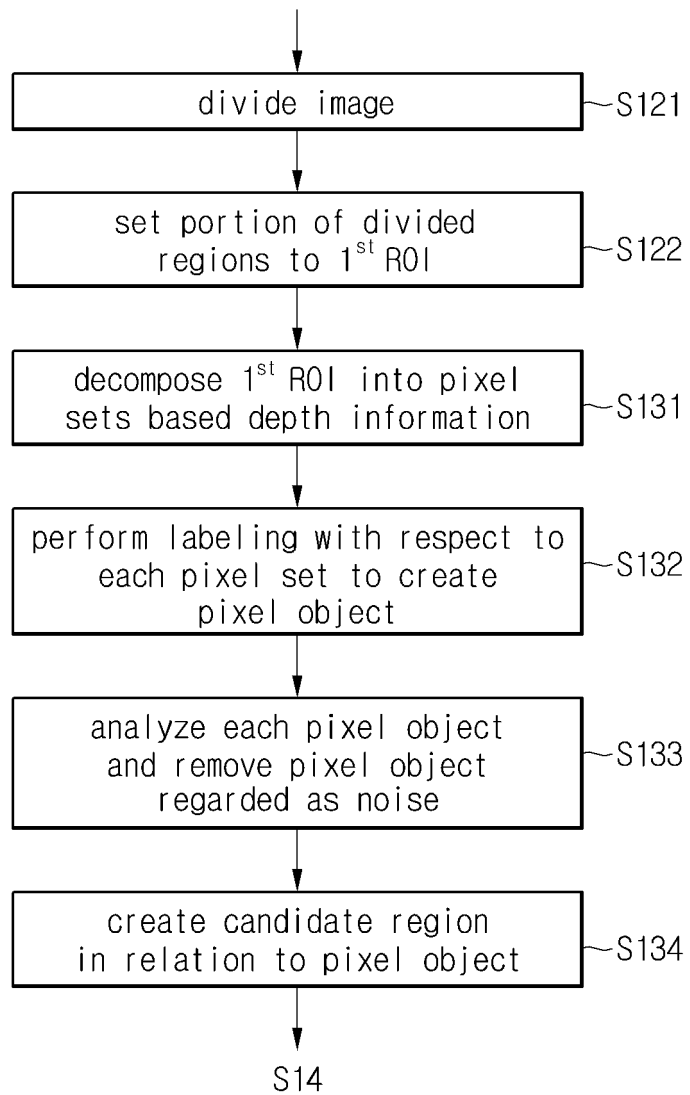 divide image
S121
set portion of divided
regions to 1st ROI
S122
decompose 1st ROI into pixel
sets based depth information
S131
perform labeling with respect to
each pixel set to create
pixel object
S132
analyze each pixel object
and remove pixel object
regarded as noise
S133
create candidate region
in relation to pixel object
S134
S14